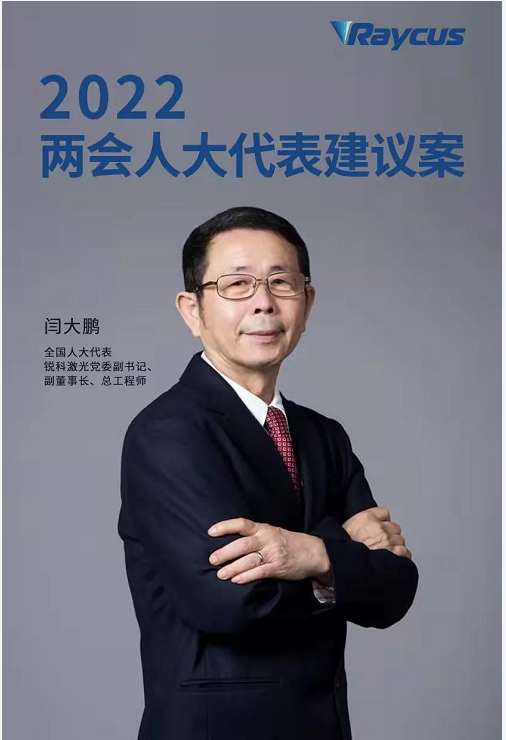 Raycus
2022
两会人大代表建议案
闫大鹏
全国人大代表
锐科激光党委副书记、
副董事长、总工程师